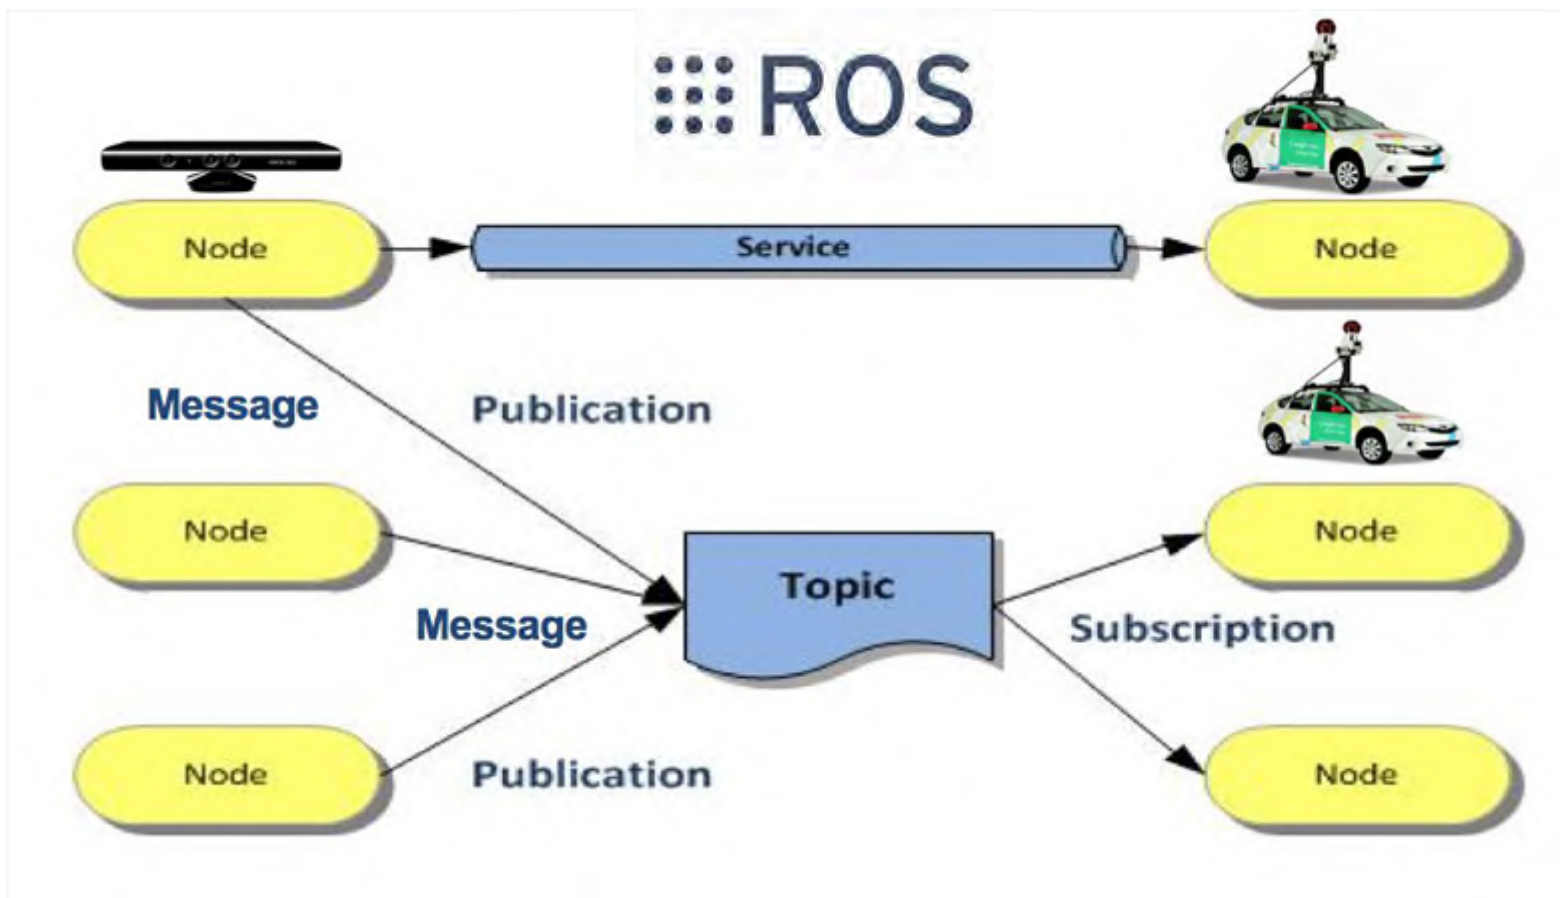 ROS
Node
Service
Node
Message
Publication
Node
Topic
Node
Message
Subscription
Node
Publication
Node